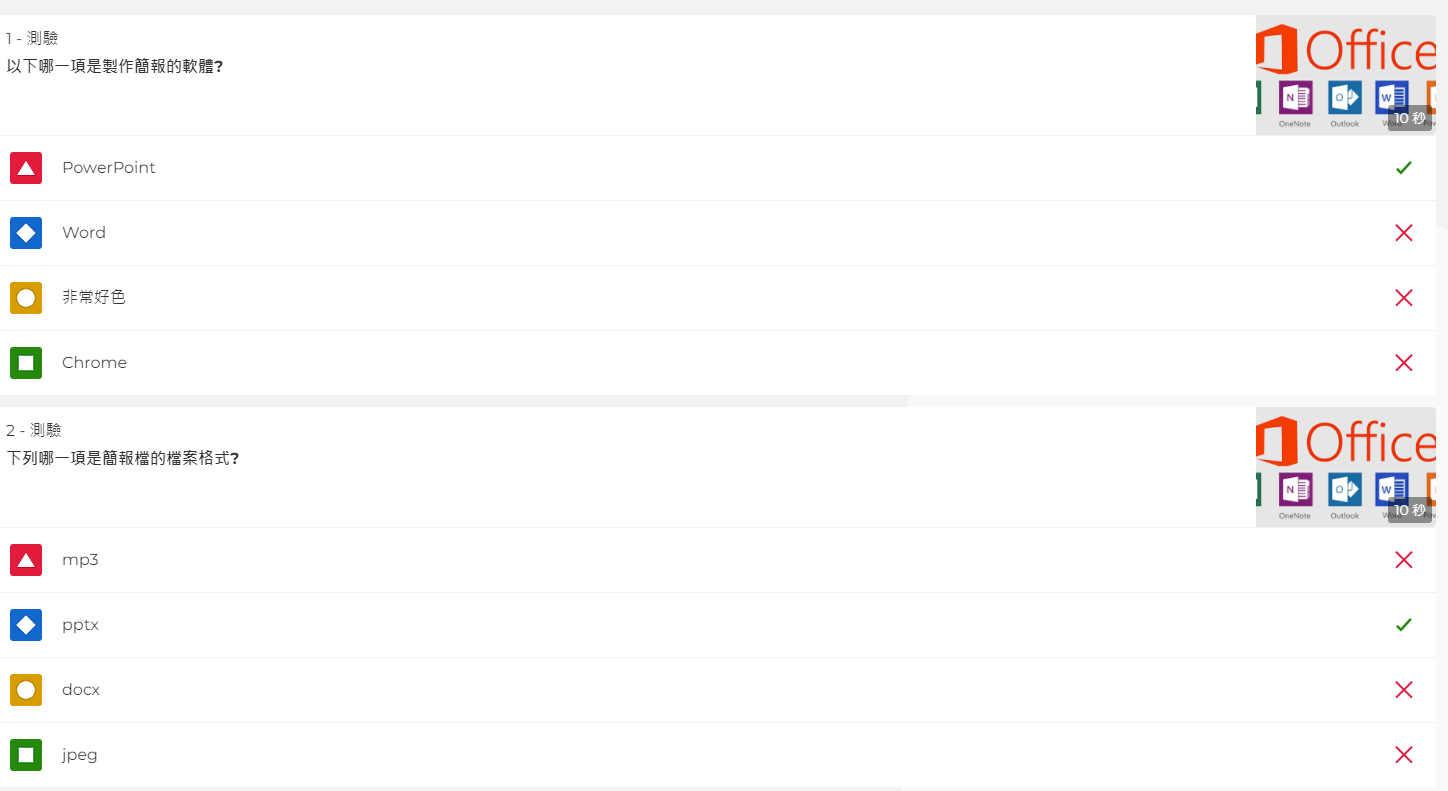 1 - 測驗
以下哪一項是製作簡報的軟體?
Office
N
O
W
OneNote
Outlook
10 秒
PowerPoint
Word
非常好色
Chrome
2 - 測驗
下列哪一項是簡報檔的檔案格式?
Office
N
O
W
OneNote
Outlook
10 秒
mp3
pptx
docx
jpeg